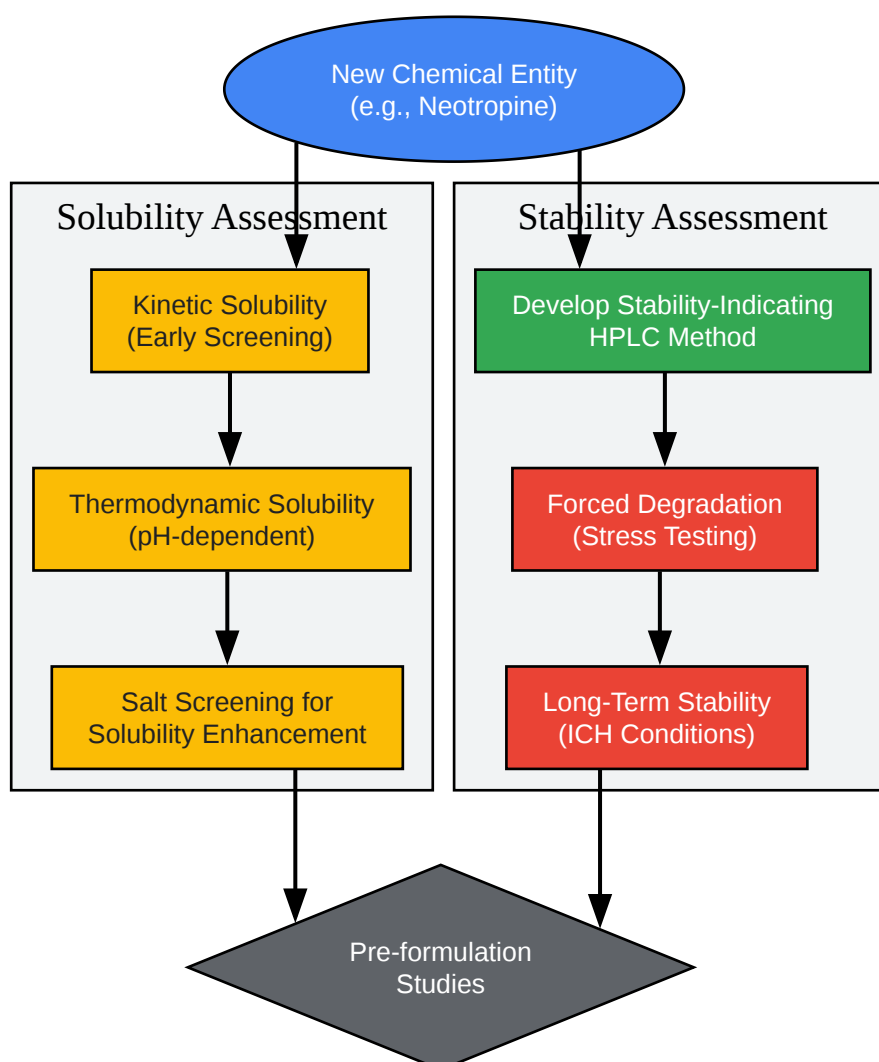 New Chemical Entity
(e.g., Neotropine)
Solubility Assessment
Kinetic Solubility
(Early Screening)
Thermodynamic Solubility
(pH-dependent)
Salt Screening for
Solubility Enhancement
Stability Assessment
Develop Stability-Indicating
HPLC Method
Forced Degradation
(Stress Testing)
Long-Term Stability
(ICH Conditions)
Pre-formulation
Studies